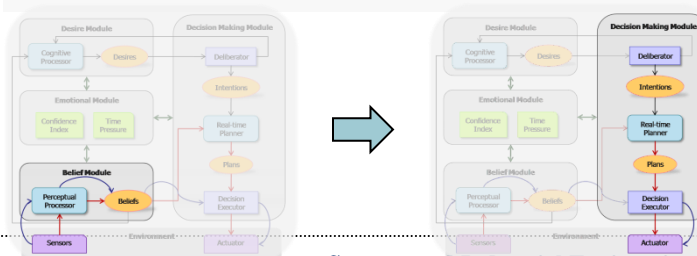 Desire Module
Decision Making Module
Cognitive
Processor
Desires
Deliberator
Intentions
Emotional Module
Confidence
Index
Time
Pressure
Real-time
Planner
Plans
Belief Module
Perceptual
Processor
Beliefs
Decision
Executor
Environment
Sensors
Actuator
Desire Module
Decision Making Module
Cognitive
Processor
Desires
Deliberator
Intentions
Emotional Module
Confidence
Index
Time
Pressure
Real-time
Planner
Plans
Belief Module
Perceptual
Processor
Beliefs
Decision
Executor
Environment
Sensors
Actuator